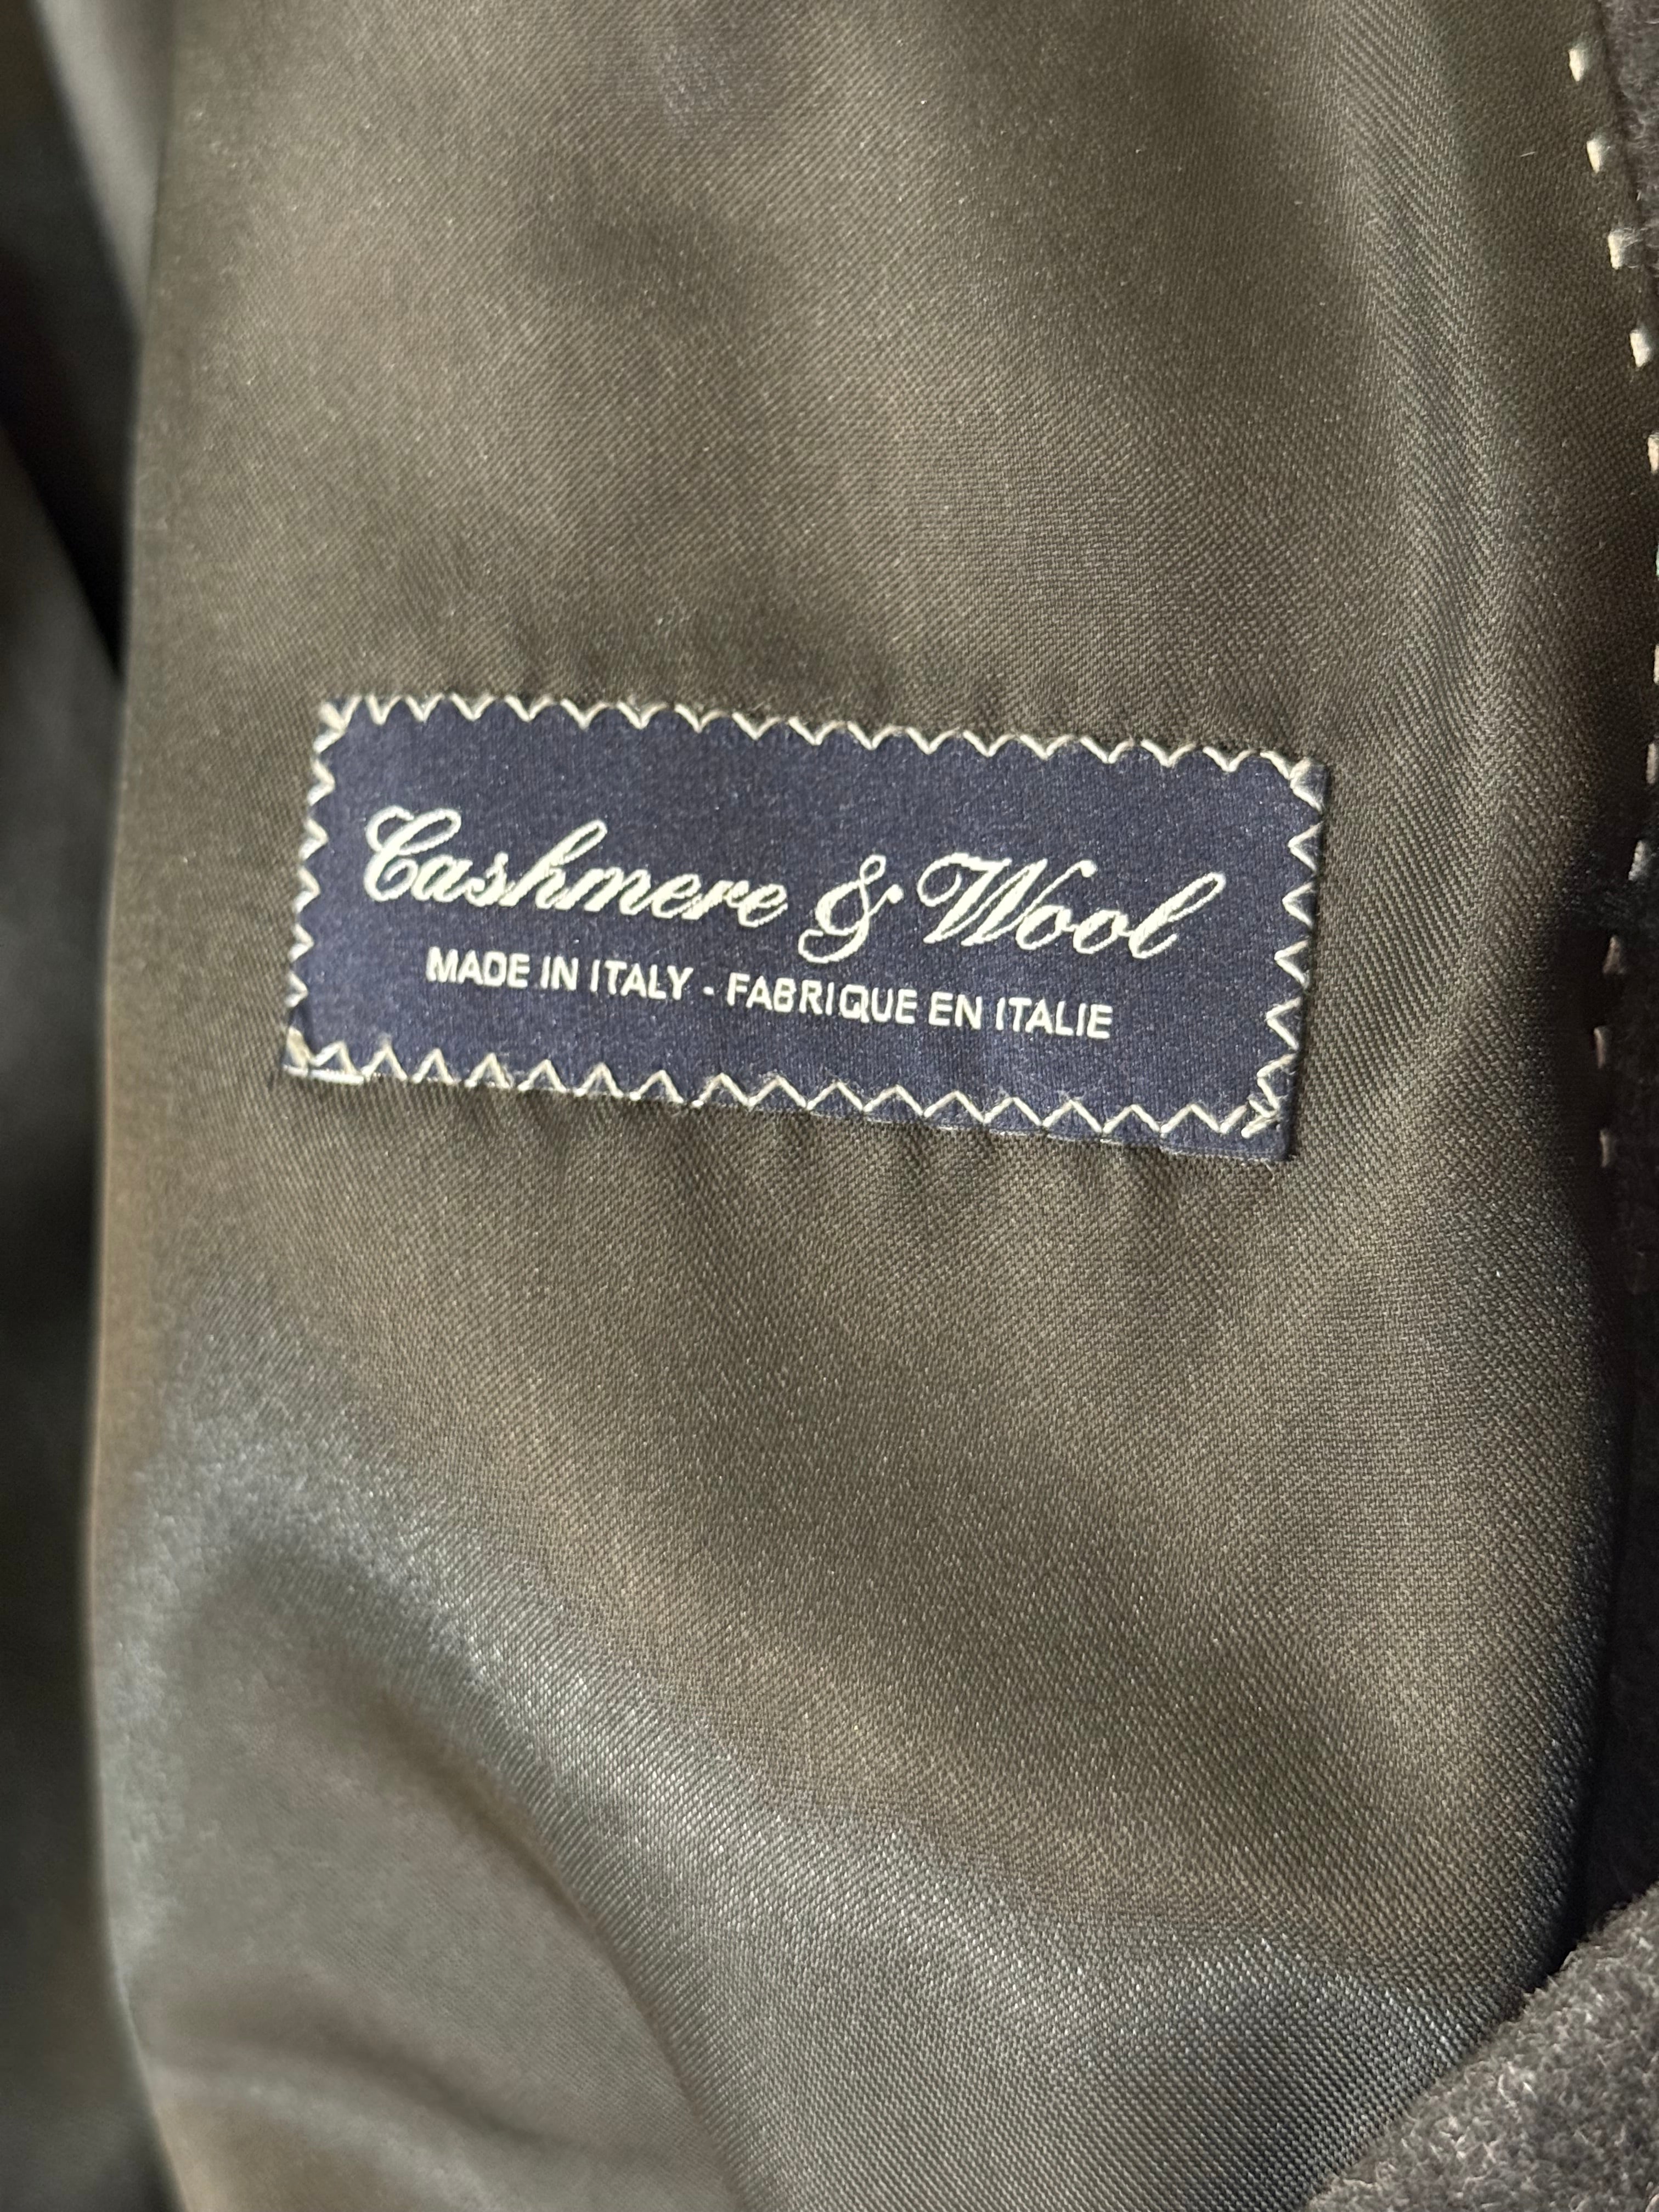 Cashmere & Wool
MADE IN ITALY - FABRIQUE EN ITALIE